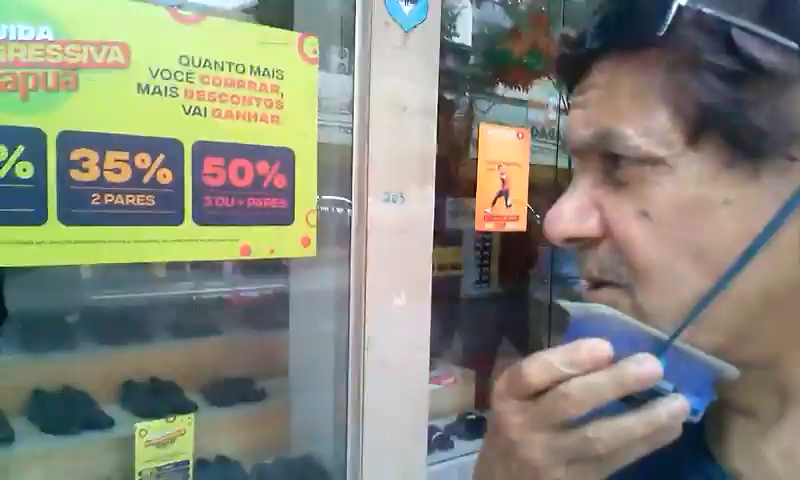 UIDA
GRESSIVA
apuã
QUANTO MAIS
VOCÊ COMPRAR,
MAIS DESCONTOS
VAI GANHAR.
%
35%
2 PARES
50%
3 OU + PARES